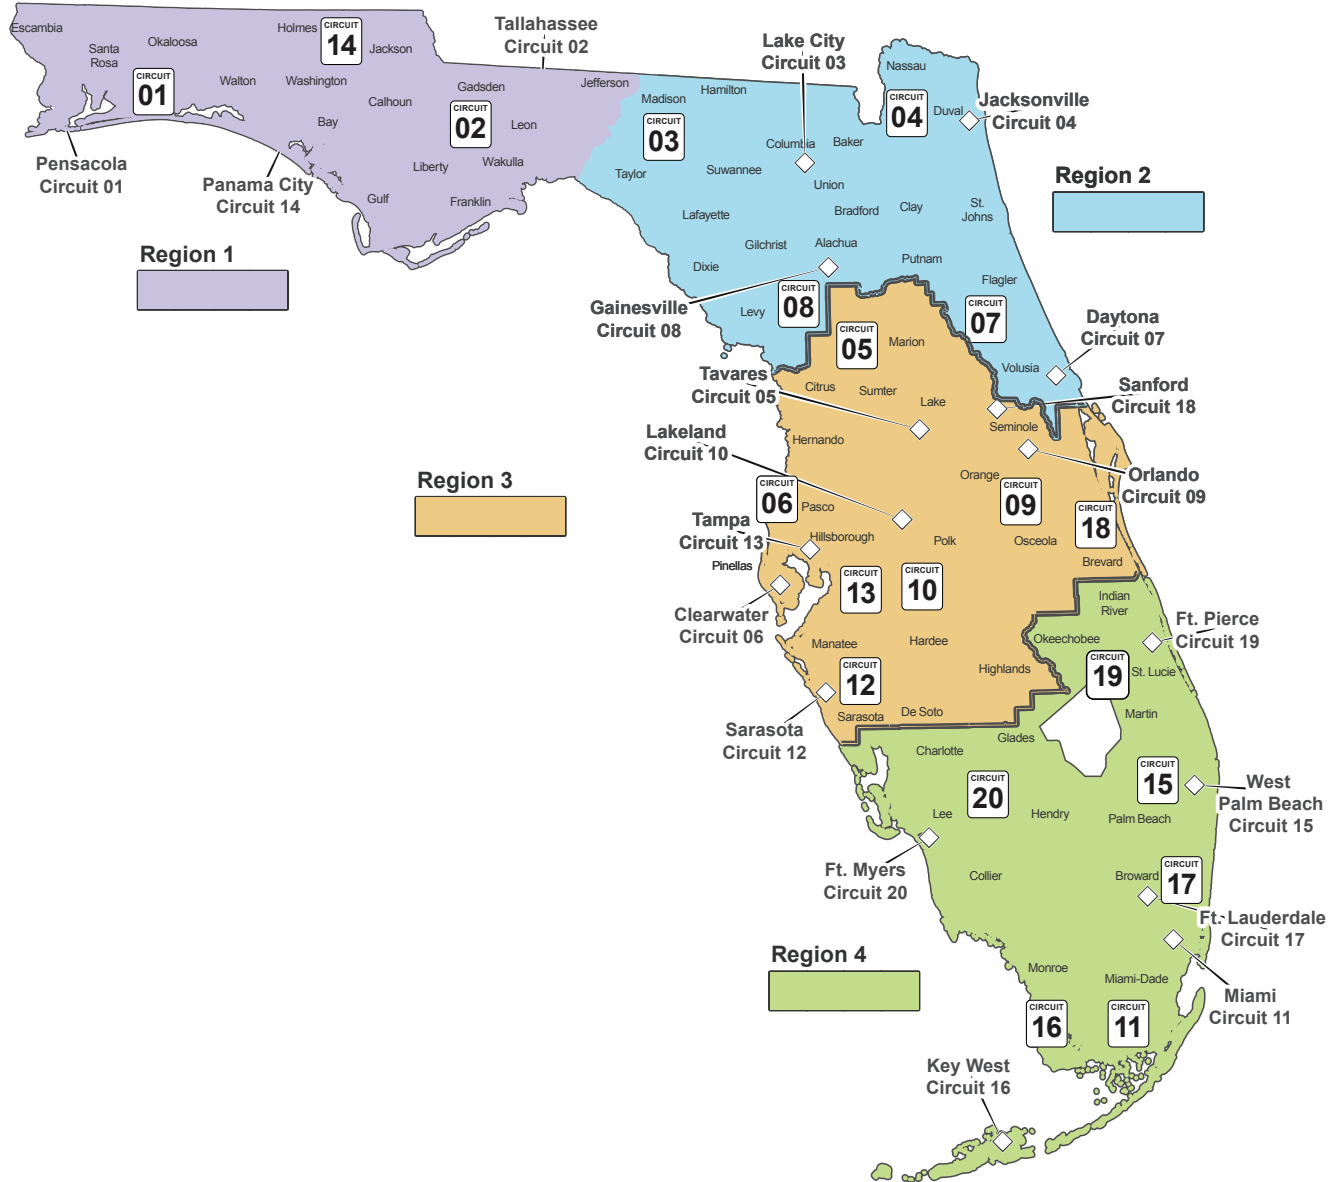 Escambia
Santa
Rosa
Okaloosa
Holmes
CIRCUIT
14
Jackson
CIRCUIT
01
Walton
Washington
Calhoun
Bay
Gadsden
CIRCUIT
02
Leon
Jefferson
Liberty
Wakulla
Gulf
Franklin
Tallahassee
Circuit 02
Pensacola
Circuit 01
Panama City
Circuit 14
Region 1
Lake City
Circuit 03
Nassau
CIRCUIT
04
Duval
Jacksonville
Circuit 04
Madison
Hamilton
CIRCUIT
03
Columbia
Baker
Taylor
Suwannee
Union
Lafayette
Bradford
Clay
St.
Johns
Gilchrist
Alachua
Dixie
Putnam
Flagler
Levy
CIRCUIT
08
CIRCUIT
07
Volusia
Region 2
Gainesville
Circuit 08
Daytona
Circuit 07
CIRCUIT
05
Marion
Tavares
Circuit 05
Citrus
Sumter
Lake
Sanford
Circuit 18
Seminole
Hernando
Lakeland
Circuit 10
Orange
Orlando
Circuit 09
Region 3
CIRCUIT
06
Pasco
CIRCUIT
09
CIRCUIT
18
Tampa
Circuit 13
Hillsborough
Polk
Osceola
Pinellas
Brevard
CIRCUIT
13
CIRCUIT
10
Clearwater
Circuit 06
Manatee
Hardee
Highlands
CIRCUIT
12
Sarasota
De Soto
Sarasota
Circuit 12
Indian
River
Okeechobee
Ft. Pierce
Circuit 19
CIRCUIT
19
St. Lucie
Martin
Glades
Charlotte
CIRCUIT
20
CIRCUIT
15
West
Palm Beach
Circuit 15
Lee
Hendry
Palm Beach
Ft. Myers
Circuit 20
Collier
Broward
CIRCUIT
17
Ft. Lauderdale
Circuit 17
Region 4
Monroe
Miami-Dade
Miami
Circuit 11
CIRCUIT
16
CIRCUIT
11
Key West
Circuit 16